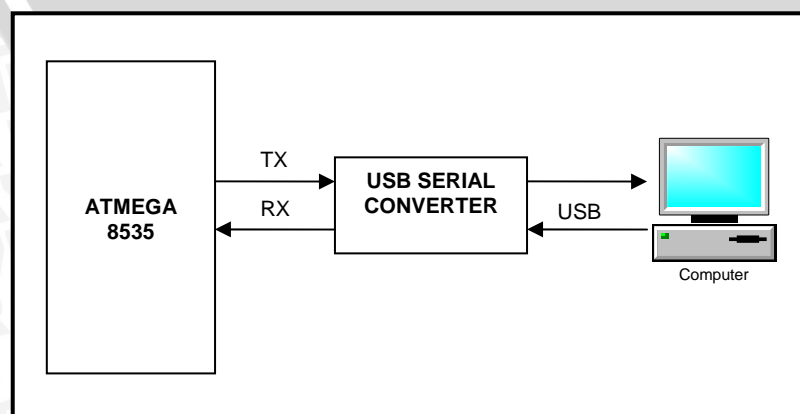 ATMEGA
8535
TX
RX
USB SERIAL
CONVERTER
USB
Computer